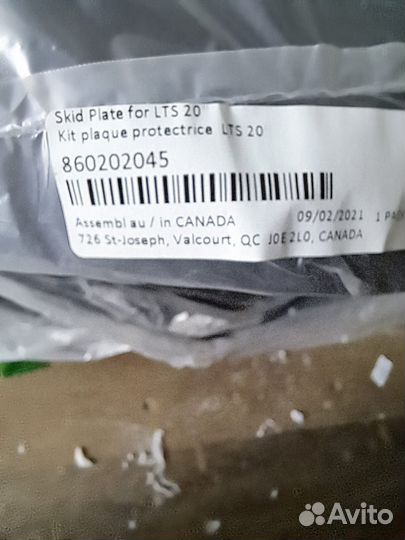 Skid Plate for LTS 20"
Kit plaque protectrice LTS 20
860202045
Assembl au / in CANADA 09/02/2021 1
726 St-Joseph, Valcourt, QC J0E 2L0, CANADA
Avito